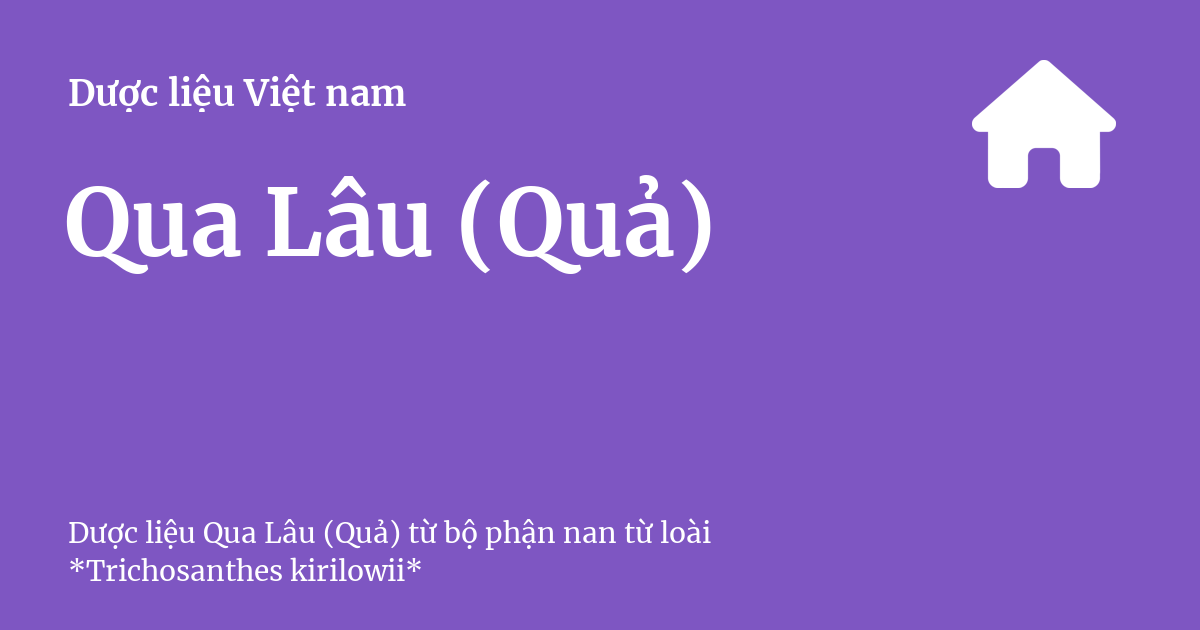 Dược liệu Việt nam
Qua Lâu (Quả)
Dược liệu Qua Lâu (Quả) từ bộ phận nan từ loài
*Trichosanthes kirilowii*